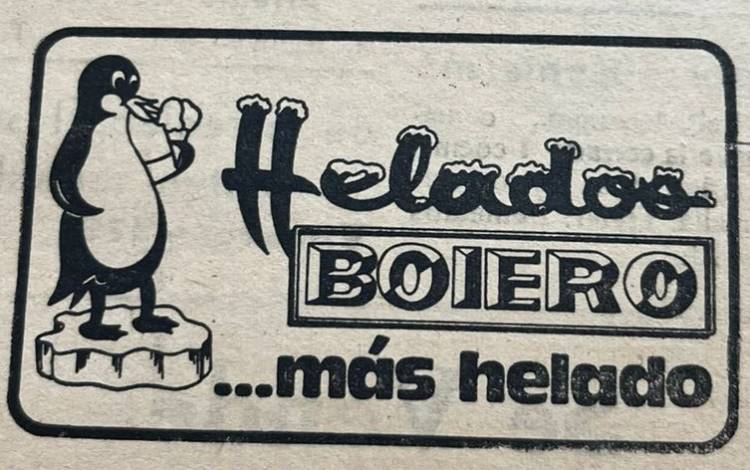 Helados
BOIERO
...más helado